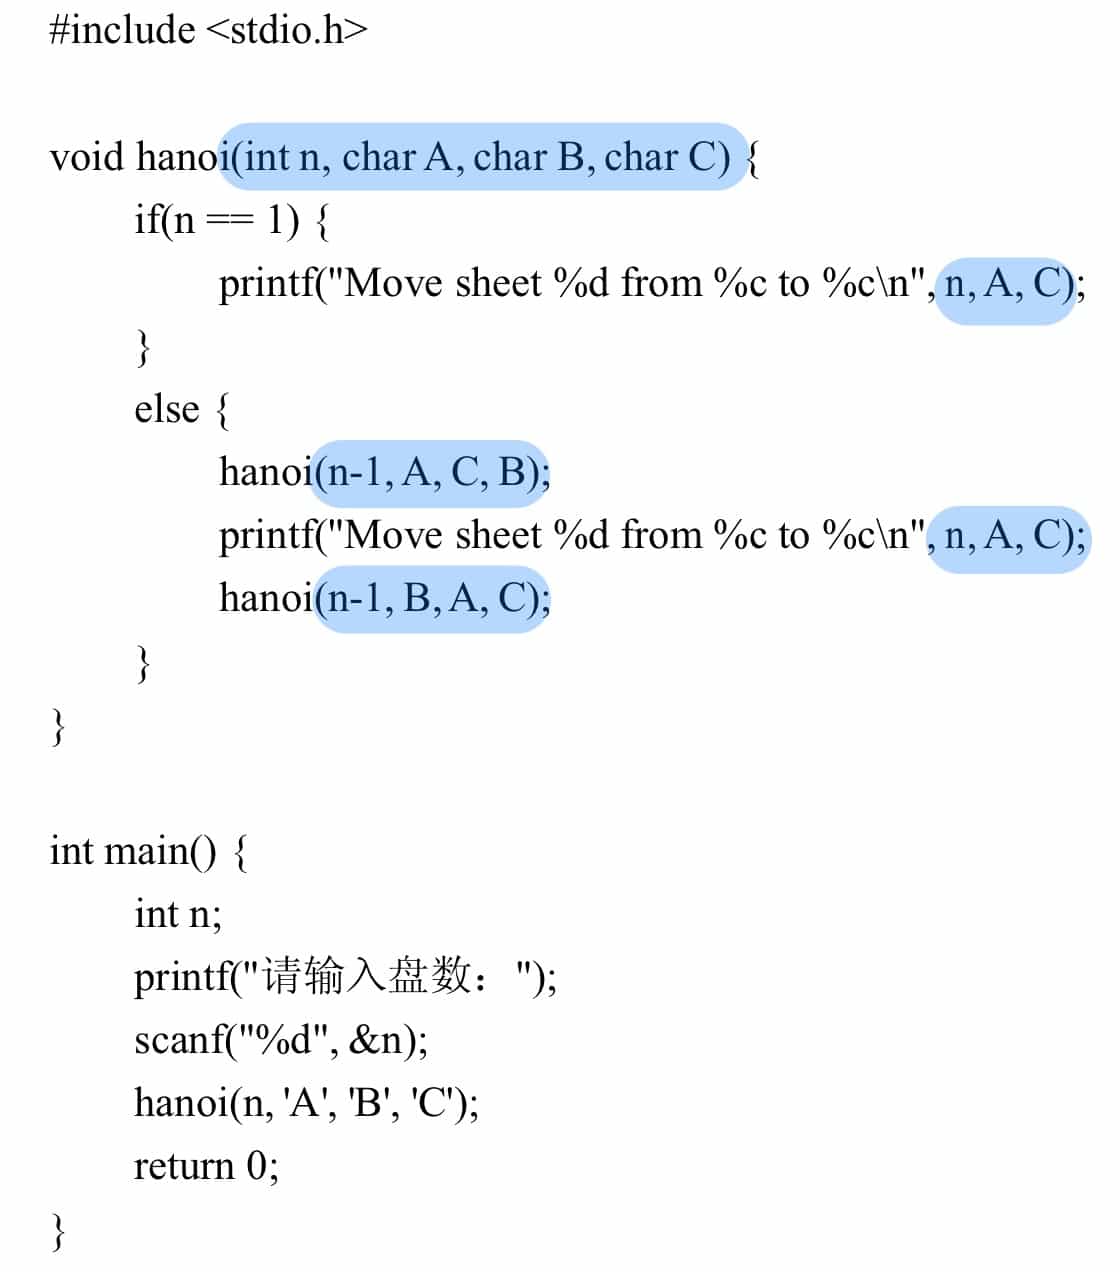 #include <stdio.h>
void hanoi(int n, char A, char B, char C) {
if(n == 1) {
printf("Move sheet %d from %c to %c\n", n, A, C);
}
else {
hanoi(n-1, A, C, B);
printf("Move sheet %d from %c to %c\n", n, A, C);
hanoi(n-1, B, A, C);
}
}
int main() {
int n;
printf("请输入盘数：");
scanf("%d", &n);
hanoi(n, 'A', 'B', 'C');
return 0;
}